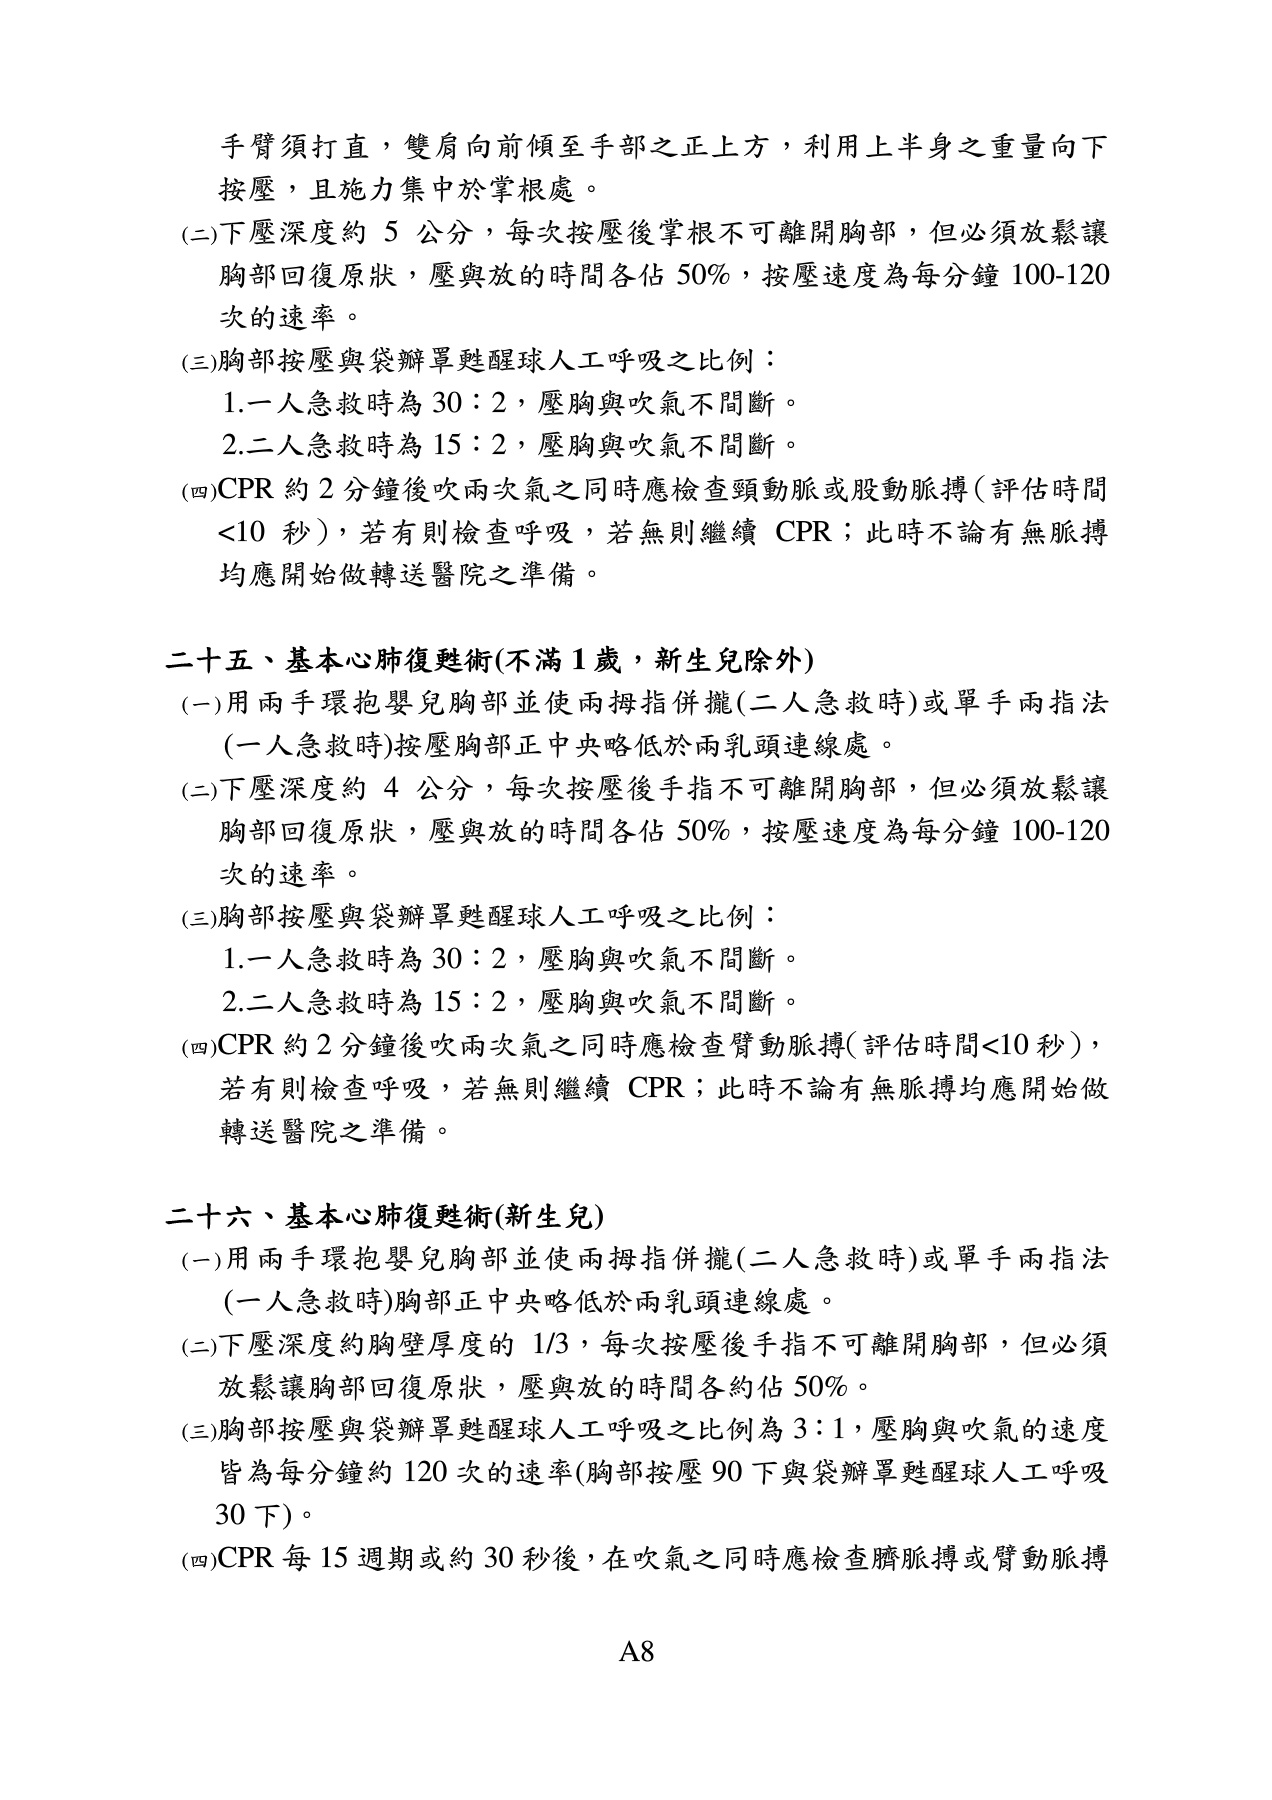 手臂須打直，雙肩向前傾至手部之正上方，利用上半身之重量向下
按壓，且施力集中於掌根處。
(二)下壓深度約 5 公分，每次按壓後掌根不可離開胸部，但必須放鬆讓
胸部回復原狀，壓與放的時間各佔 50%，按壓速度為每分鐘 100-120
次的速率。
(三)胸部按壓與袋瓣罩甦醒球人工呼吸之比例：
1.一人急救時為 30：2，壓胸與吹氣不間斷。
2.二人急救時為 15：2，壓胸與吹氣不間斷。
(四)CPR 約 2 分鐘後吹兩次氣之同時應檢查頸動脈或股動脈搏（評估時間
<10 秒），若有則檢查呼吸，若無則繼續 CPR；此時不論有無脈搏
均應開始做轉送醫院之準備。
二十五、基本心肺復甦術(不滿 1 歲，新生兒除外)
(一)用兩手環抱嬰兒胸部並使兩拇指併攏(二人急救時)或單手兩指法
(一人急救時)按壓胸部正中央略低於兩乳頭連線處。
(二)下壓深度約 4 公分，每次按壓後手指不可離開胸部，但必須放鬆讓
胸部回復原狀，壓與放的時間各佔 50%，按壓速度為每分鐘 100-120
次的速率。
(三)胸部按壓與袋瓣罩甦醒球人工呼吸之比例：
1.一人急救時為 30：2，壓胸與吹氣不間斷。
2.二人急救時為 15：2，壓胸與吹氣不間斷。
(四)CPR 約 2 分鐘後吹兩次氣之同時應檢查臂動脈搏（評估時間<10 秒），
若有則檢查呼吸，若無則繼續 CPR；此時不論有無脈搏均應開始做
轉送醫院之準備。
二十六、基本心肺復甦術(新生兒)
(一)用兩手環抱嬰兒胸部並使兩拇指併攏(二人急救時)或單手兩指法
(一人急救時)胸部正中央略低於兩乳頭連線處。
(二)下壓深度約胸壁厚度的 1/3，每次按壓後手指不可離開胸部，但必須
放鬆讓胸部回復原狀，壓與放的時間各約佔 50%。
(三)胸部按壓與袋瓣罩甦醒球人工呼吸之比例為 3：1，壓胸與吹氣的速度
皆為每分鐘約 120 次的速率(胸部按壓 90 下與袋瓣罩甦醒球人工呼吸
30 下)。
(四)CPR 每 15 週期或約 30 秒後，在吹氣之同時應檢查臍脈搏或臂動脈搏
A8